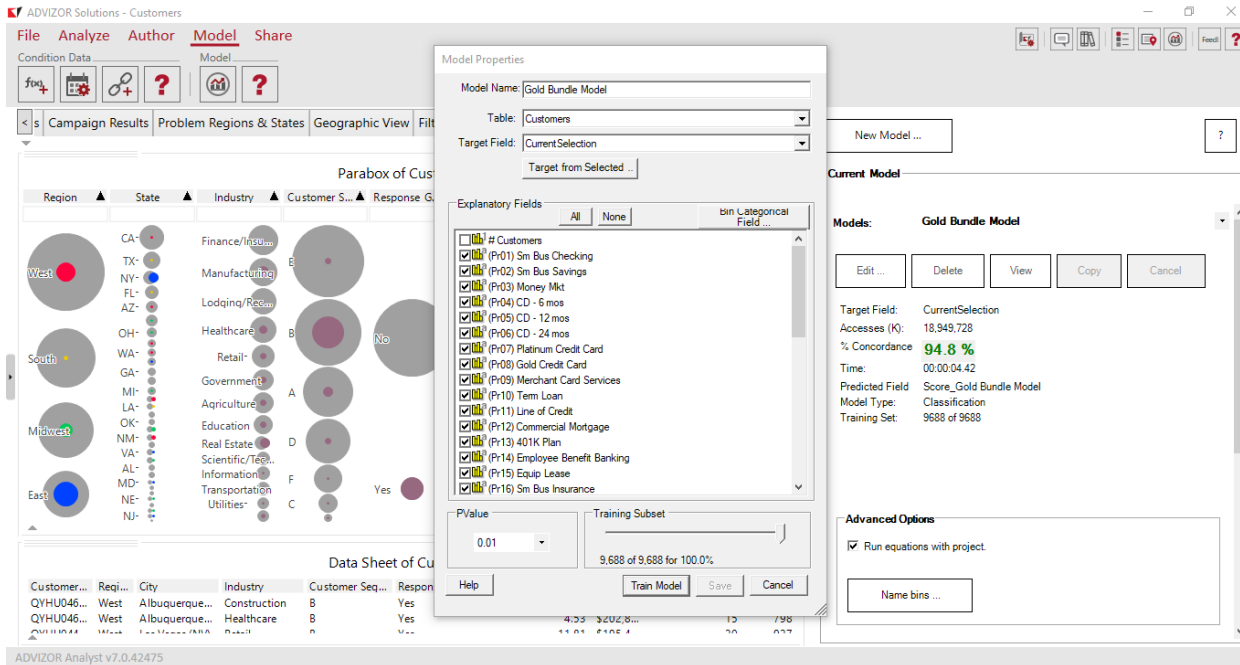 ADVIZOR Solutions - Customers
File Analyze Author Model Share
Condition Data
Model
f(x)
?
?
Feed!
?
< s Campaign Results Problem Regions & States Geographic View Filt
Parabox of Cus
Region State Industry Customer S... Response G.
West
South
Midwest
East
CA-
TX-
NY-
FL-
AZ-
OH-
WA-
GA-
MI-
LA-
OK-
NM-
VA-
AL-
MD-
NE-
NJ-
Finance/Insu...
Manufacturing
Lodging/Rec...
Healthcare
Retail-
Government
Agriculture
Education
Real Estate
Scientific/Tec...
Information
Transportation
Utilities-
E
B
A
D
F
C
No
Yes
Data Sheet of Cu
Customer... Regi... City Industry Customer Seq... Respon
QYHU046... West Albuquerque... Construction B Yes
QYHU046... West Albuquerque... Healthcare B Yes 4.53 $202,8... 15 798
Model Properties
Model Name: Gold Bundle Model
Table: Customers
Target Field: CurrentSelection
Target from Selected ..
Explanatory Fields
All None Bin Categorical Field ...
# Customers
(Pr01) Sm Bus Checking
(Pr02) Sm Bus Savings
(Pr03) Money Mkt
(Pr04) CD - 6 mos
(Pr05) CD - 12 mos
(Pr06) CD - 24 mos
(Pr07) Platinum Credit Card
(Pr08) Gold Credit Card
(Pr09) Merchant Card Services
(Pr10) Term Loan
(Pr11) Line of Credit
(Pr12) Commercial Mortgage
(Pr13) 401K Plan
(Pr14) Employee Benefit Banking
(Pr15) Equip Lease
(Pr16) Sm Bus Insurance
PValue
0.01
Training Subset
9,688 of 9,688 for 100.0%
Help Train Model Save Cancel
New Model ...
?
Current Model
Models: Gold Bundle Model
Edit ... Delete View Copy Cancel
Target Field: CurrentSelection
Accesses (K): 18,949,728
% Concordance 94.8 %
Time: 00:00:04.42
Predicted Field Score_Gold Bundle Model
Model Type: Classification
Training Set: 9688 of 9688
Advanced Options
Run equations with project.
Name bins ...
ADVIZOR Analyst v7.0.42475